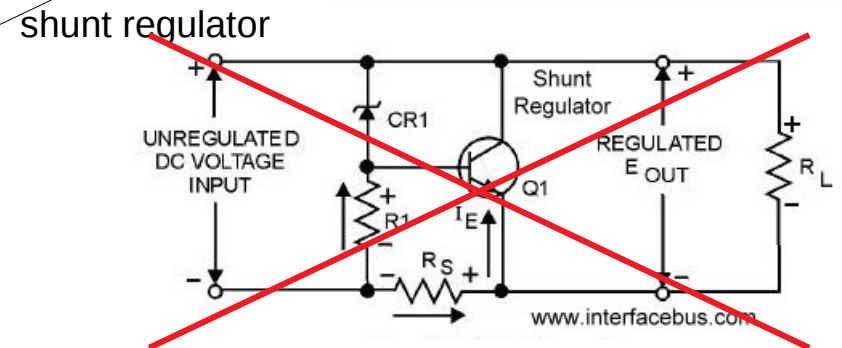 shunt regulator
+
+
Shunt
Regulator
CR1
UNREGULATED
DC VOLTAGE
INPUT
REGULATED
E OUT
+
R L
-
Q1
+
R1
-
I E
-
R S
+
-
-
www.interfacebus.com